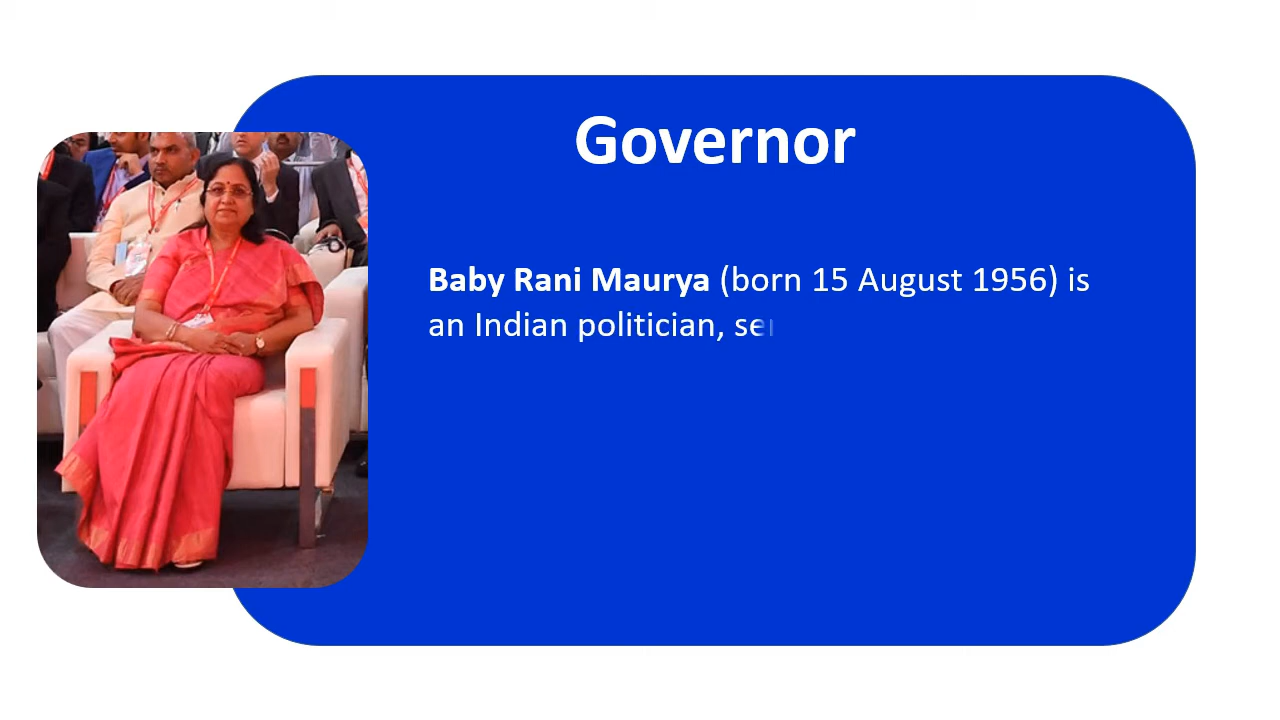 Governor
Baby Rani Maurya (born 15 August 1956) is
an Indian politician,